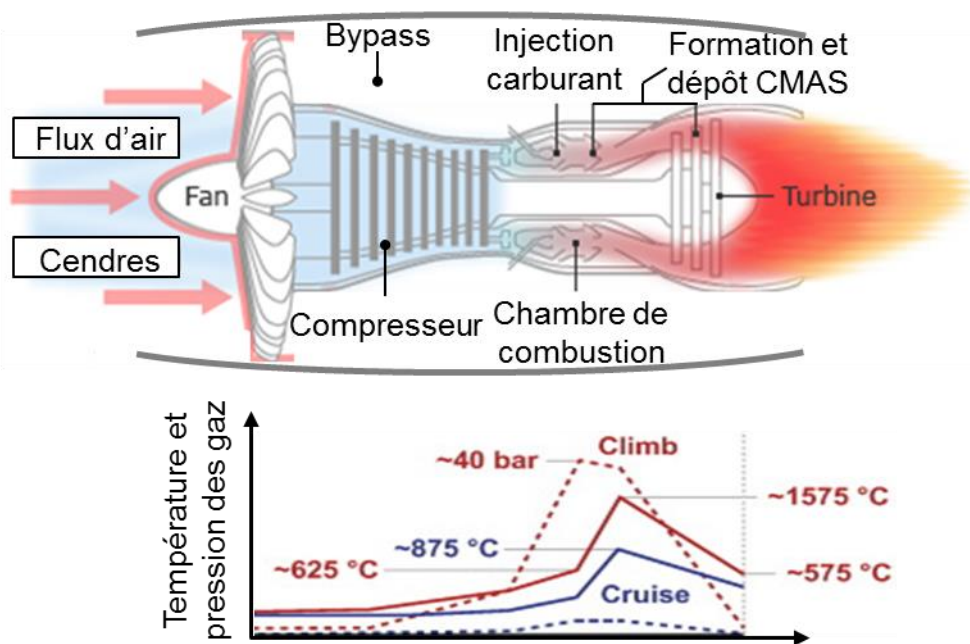 Bypass
Injection
carburant
Formation et
dépôt CMAS
Flux d'air
Fan
Turbine
Cendres
Compresseur
Chambre de
combustion
Température et
pression des gaz
~40 bar
Climb
~1575 °C
~875 °C
~625 °C
~575 °C
Cruise